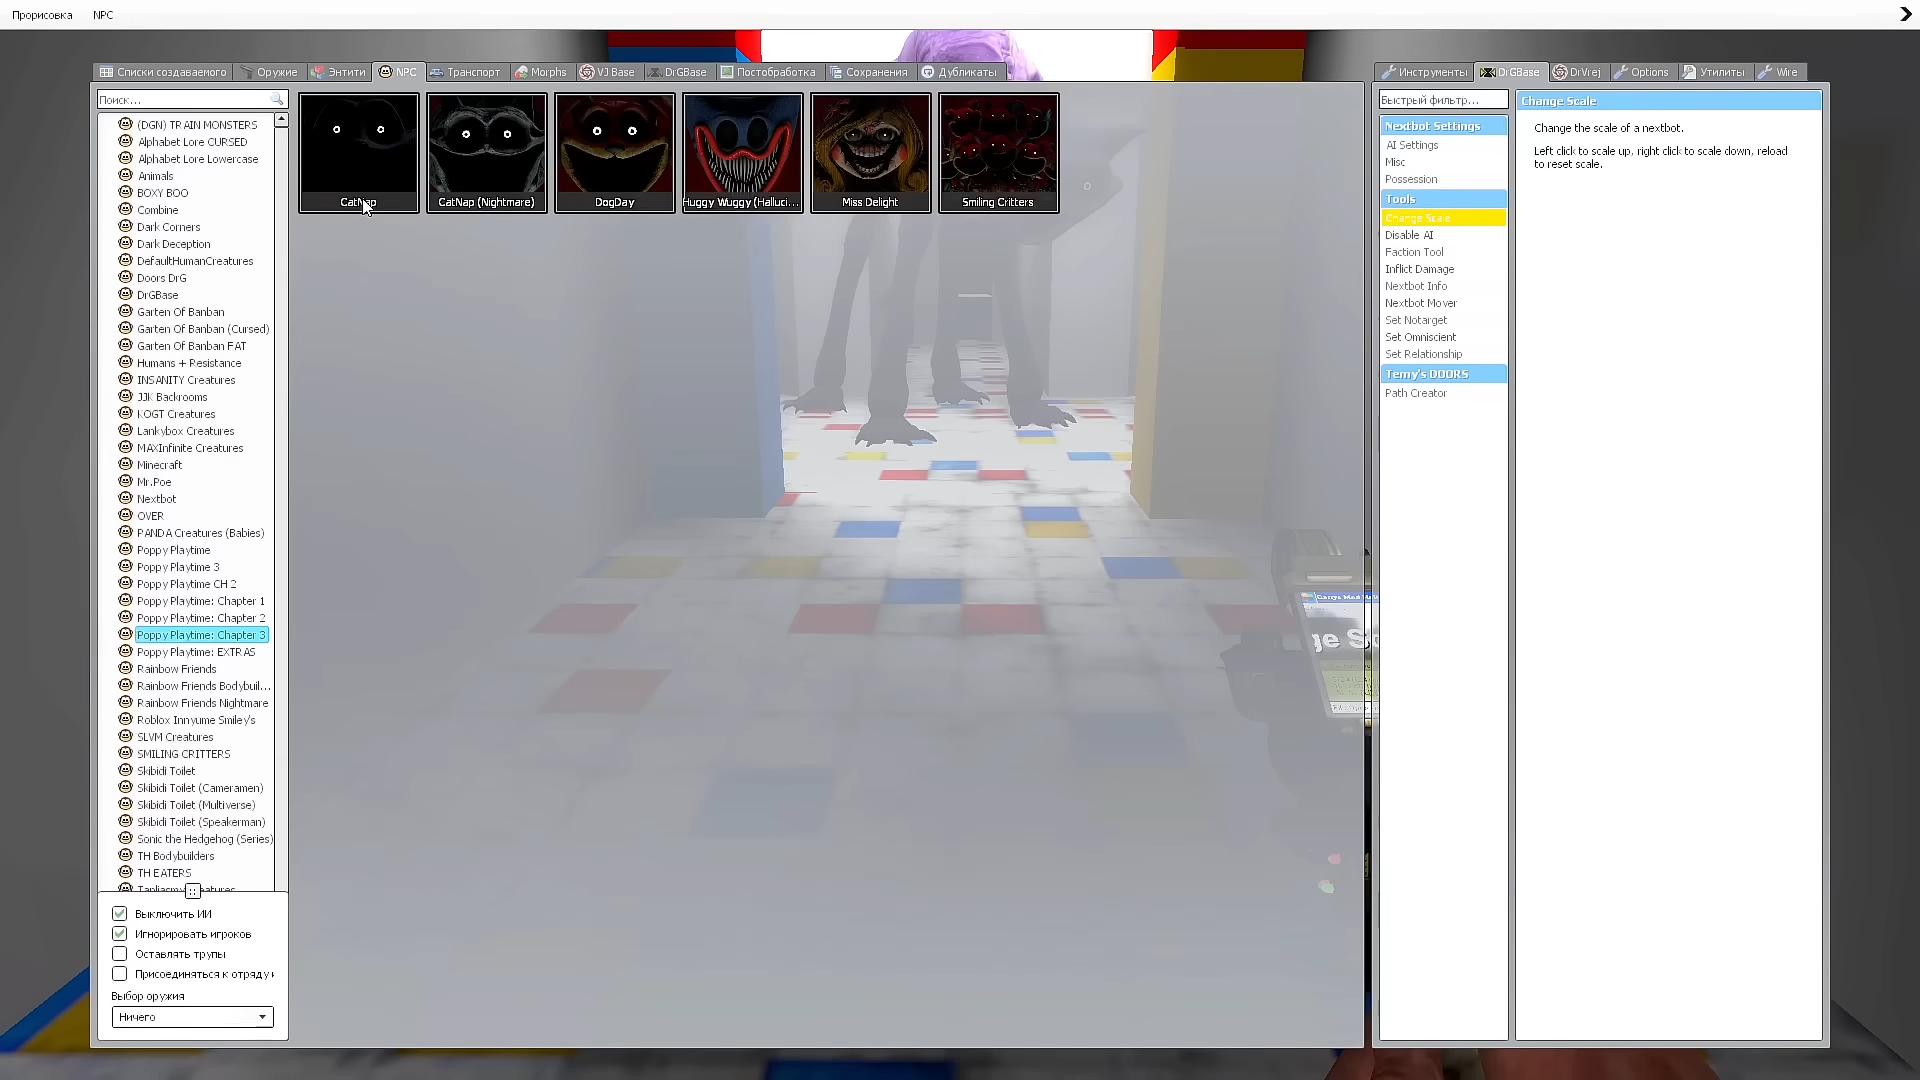 Прорисовка NPC
Списки создаваемого Оружие Энтити NPC Транспорт Morphs VJ Base DrGBase Постобработка Сохранения Дубликаты
Инструменты DrGBase DrVrej Options Утилиты Wire
Поиск...
(DGN) TRAIN MONSTERS
Alphabet Lore CURSED
Alphabet Lore Lowercase
Animals
BOXY BOO
Combine
Dark Corners
Dark Deception
DefaultHumanCreatures
Doors DrG
DrGBase
Garten Of Banban
Garten Of Banban (Cursed)
Garten Of Banban FAT
Humans + Resistance
INSANITY Creatures
JJK Backrooms
KOGT Creatures
Lankybox Creatures
MAXInfinite Creatures
Minecraft
Mr.Poe
Nextbot
OVER
PANDA Creatures (Babies)
Poppy Playtime
Poppy Playtime 3
Poppy Playtime CH 2
Poppy Playtime: Chapter 1
Poppy Playtime: Chapter 2
Poppy Playtime: Chapter 3
Poppy Playtime: EXTRAS
Rainbow Friends
Rainbow Friends Bodybuil...
Rainbow Friends Nightmare
Roblox Innyume Smiley's
SLVM Creatures
SMILING CRITTERS
Skibidi Toilet
Skibidi Toilet (Cameramen)
Skibidi Toilet (Multiverse)
Skibidi Toilet (Speakerman)
Sonic the Hedgehog (Series)
TH Bodybuilders
TH EATERS
Выключить ИИ
Игнорировать игроков
Оставлять трупы
Присоединяться к отряду
Выбор оружия
Ничего
CatNap
CatNap (Nightmare)
DogDay
Huggy Wuggy (Halluci...
Miss Delight
Smiling Critters
Быстрый фильтр...
Nextbot Settings
AI Settings
Misc
Possession
Tools
Change Scale
Disable AI
Faction Tool
Inflict Damage
Nextbot Info
Nextbot Mover
Set Notarget
Set Omniscient
Set Relationship
Terny's DOORS
Path Creator
Change Scale
Change the scale of a nextbot.
Left click to scale up, right click to scale down, reload
to reset scale.